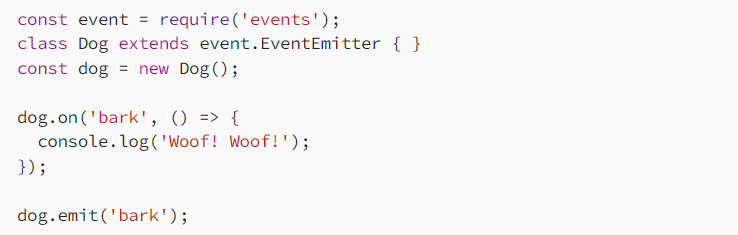 const event = require('events');
class Dog extends event.EventEmitter { }
const dog = new Dog();

dog.on('bark', () => {
  console.log('Woof! Woof!');
});

dog.emit('bark');